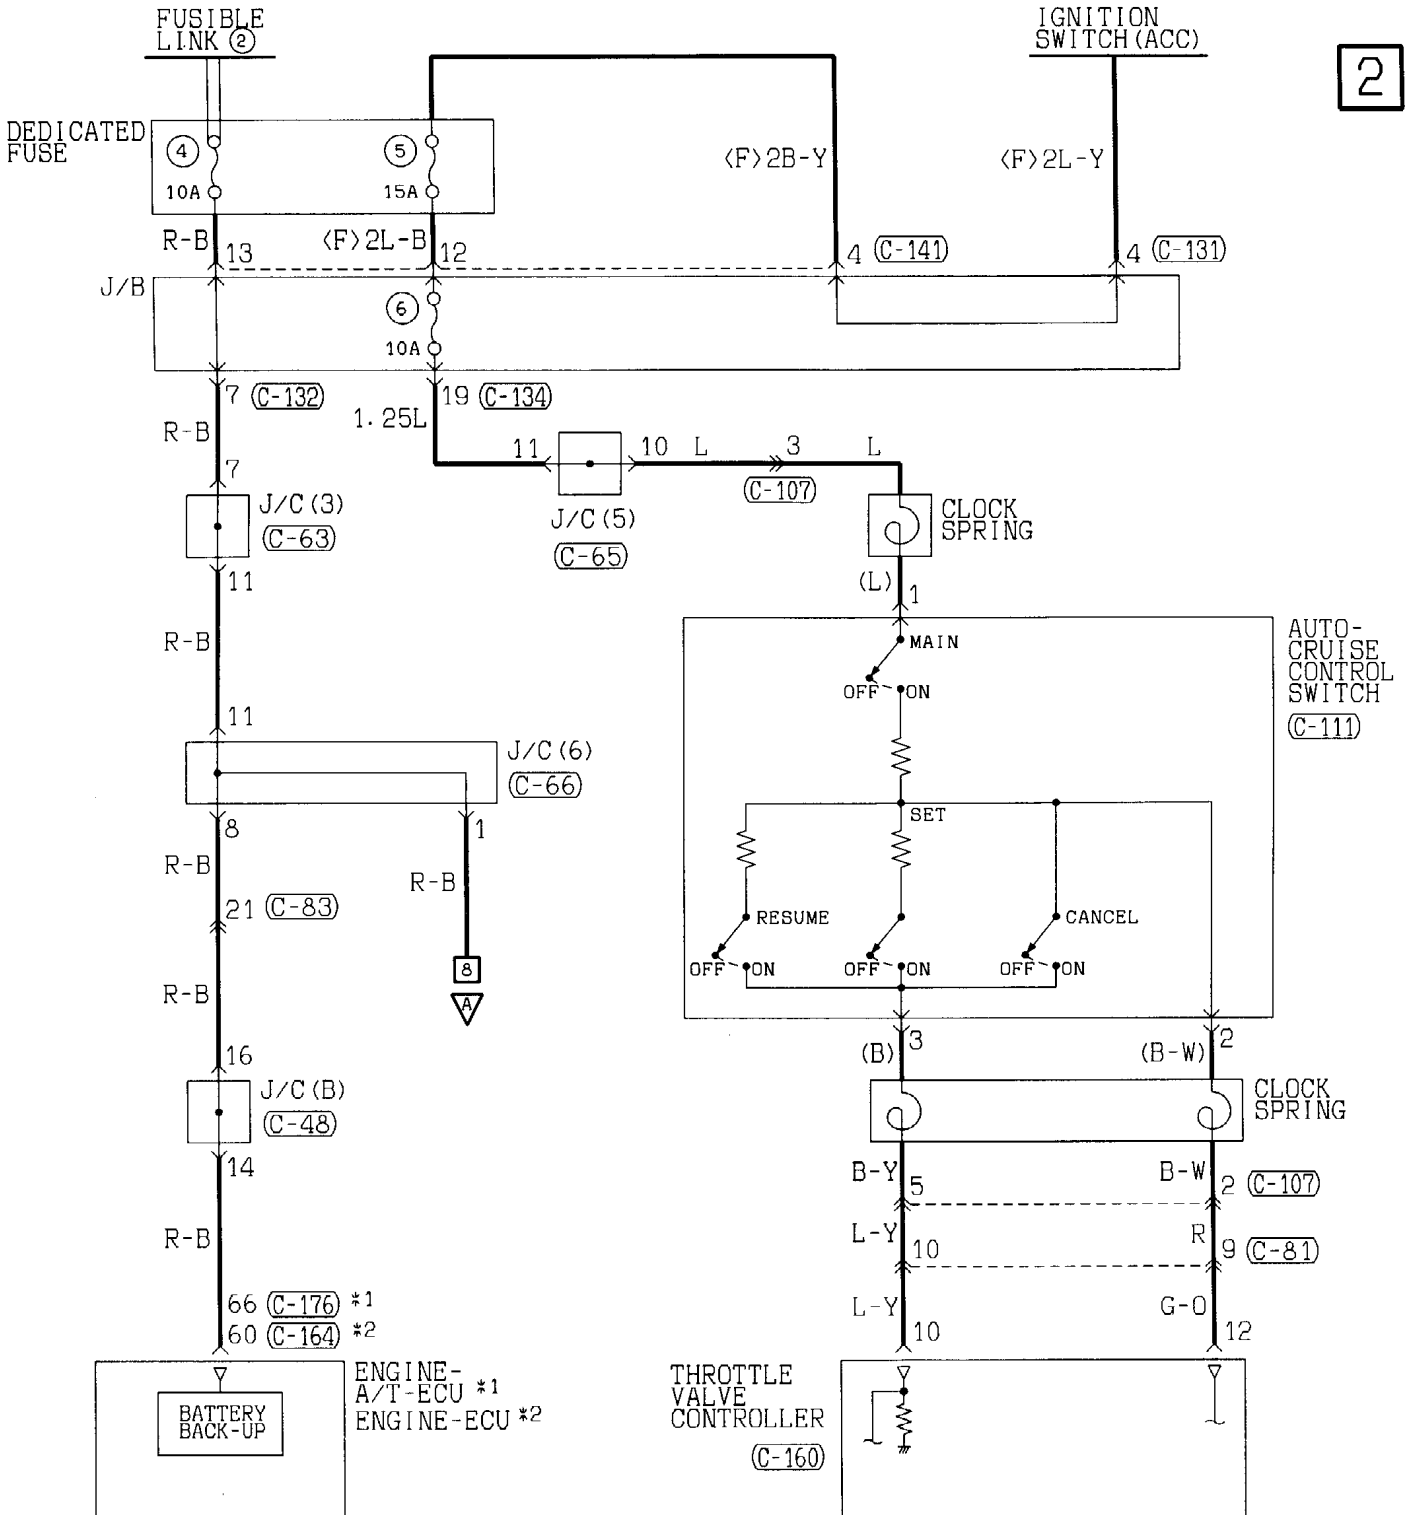 FUSIBLE
LINK ②
IGNITION
SWITCH(ACC)
2
DEDICATED
FUSE
④
10A
⑤
15A
<F>2B-Y
<F>2L-Y
R-B
13
<F>2L-B
12
4
(C-141)
4
(C-131)
J/B
⑥
10A
7
(C-132)
19
(C-134)
R-B
1.25L
7
11
10
L
3
L
(C-107)
J/C(3)
(C-63)
J/C(5)
(C-65)
CLOCK
SPRING
11
(L)
1
R-B
MAIN
OFF
ON
AUTO-
CRUISE
CONTROL
SWITCH
(C-111)
11
J/C(6)
(C-66)
SET
8
1
R-B
R-B
21
(C-83)
RESUME
CANCEL
OFF
ON
OFF
ON
OFF
ON
8
A
R-B
3
(B)
2
(B-W)
16
J/C(B)
(C-48)
CLOCK
SPRING
14
B-Y
5
B-W
2
(C-107)
R-B
L-Y
10
R
9
(C-81)
66
(C-176)
*1
60
(C-164)
*2
L-Y
10
G-O
12
ENGINE-
A/T-ECU *1
ENGINE-ECU *2
BATTERY
BACK-UP
THROTTLE
VALVE
CONTROLLER
(C-160)